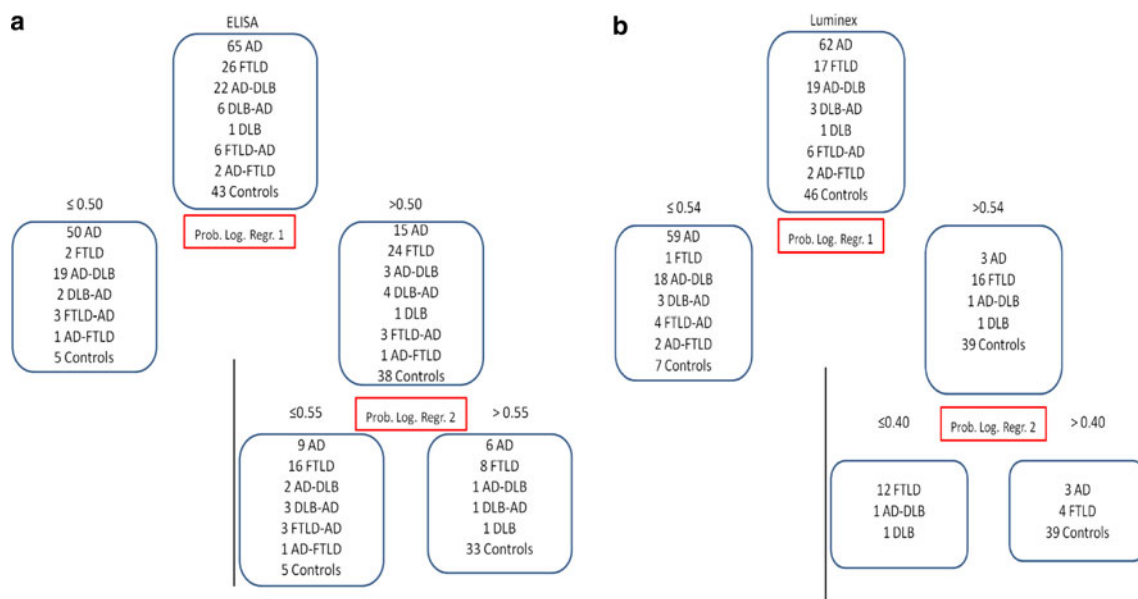 a
ELISA
65 AD
26 FTLD
22 AD-DLB
6 DLB-AD
1 DLB
6 FTLD-AD
2 AD-FTLD
43 Controls
≤ 0.50
Prob. Log. Regr. 1
>0.50
50 AD
2 FTLD
19 AD-DLB
2 DLB-AD
3 FTLD-AD
1 AD-FTLD
5 Controls
15 AD
24 FTLD
3 AD-DLB
4 DLB-AD
1 DLB
3 FTLD-AD
1 AD-FTLD
38 Controls
≤0.55
Prob. Log. Regr. 2
> 0.55
9 AD
16 FTLD
2 AD-DLB
3 DLB-AD
3 FTLD-AD
1 AD-FTLD
5 Controls
6 AD
8 FTLD
1 AD-DLB
1 DLB-AD
1 DLB
33 Controls
b
Luminex
62 AD
17 FTLD
19 AD-DLB
3 DLB-AD
1 DLB
6 FTLD-AD
2 AD-FTLD
46 Controls
≤ 0.54
Prob. Log. Regr. 1
>0.54
59 AD
1 FTLD
18 AD-DLB
3 DLB-AD
4 FTLD-AD
2 AD-FTLD
7 Controls
3 AD
16 FTLD
1 AD-DLB
1 DLB
39 Controls
≤0.40
Prob. Log. Regr. 2
> 0.40
12 FTLD
1 AD-DLB
1 DLB
3 AD
4 FTLD
39 Controls